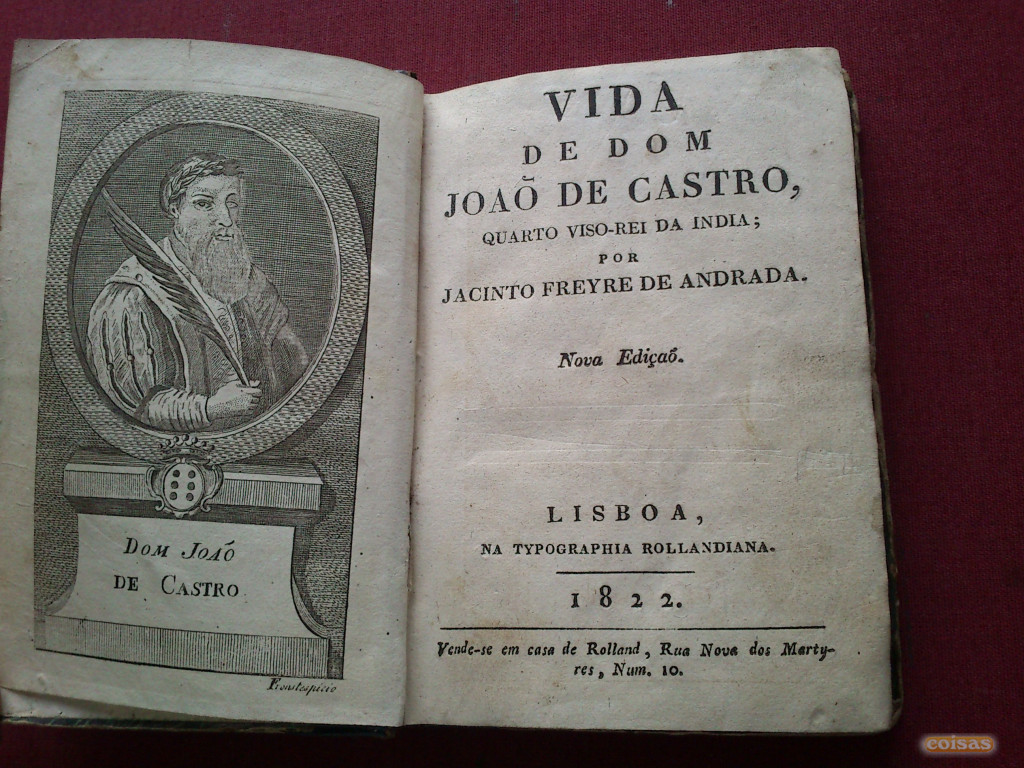 Dom Joaõ
de Castro
Frontespicio
VIDA
DE DOM
JOAÕ DE CASTRO,
QUARTO VISO-REI DA INDIA;
POR
JACINTO FREYRE DE ANDRADA.
Nova Ediçaõ.
LISBOA,
NA TYPOGRAPHIA ROLLANDIANA.
1822.
Vende-se em casa de Rolland, Rua Nova dos Marty-
res, Num. 10.
coisas